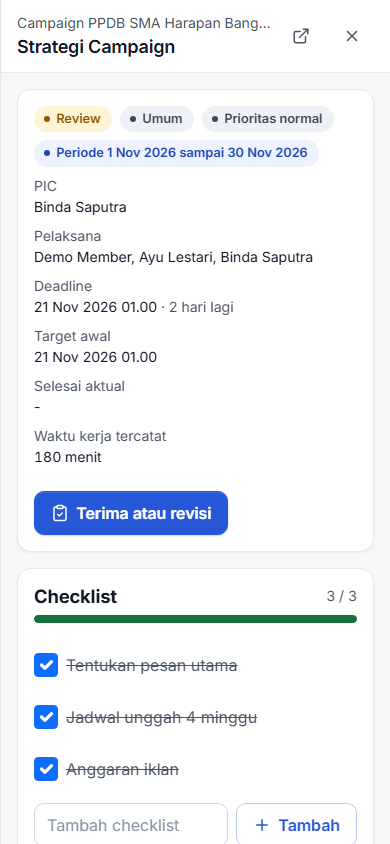 Campaign PPDB SMA Harapan Bang...
Strategi Campaign
Review
Umum
Prioritas normal
Periode 1 Nov 2026 sampai 30 Nov 2026
PIC
Binda Saputra
Pelaksana
Demo Member, Ayu Lestari, Binda Saputra
Deadline
21 Nov 2026 01.00 · 2 hari lagi
Target awal
21 Nov 2026 01.00
Selesai aktual
-
Waktu kerja tercatat
180 menit
Terima atau revisi
Checklist
3 / 3
Tentukan pesan utama
Jadwal unggah 4 minggu
Anggaran iklan
Tambah checklist
+ Tambah